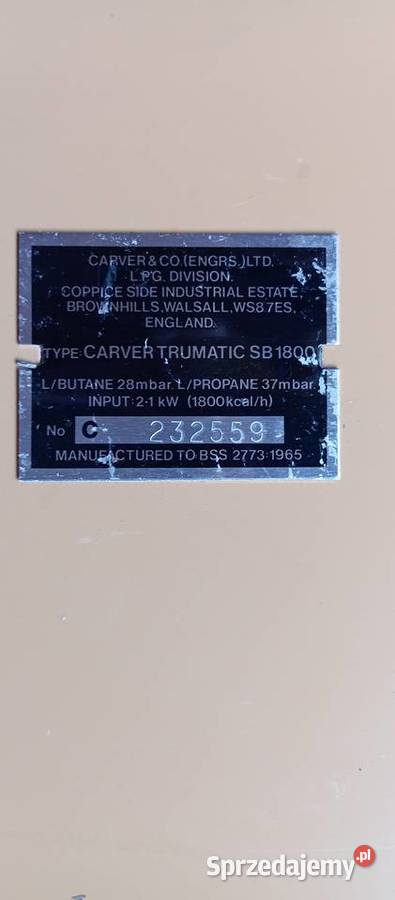 CARVER & CO (ENGRS.) LTD.
L.P.G. DIVISION,
COPPICE SIDE INDUSTRIAL ESTATE,
BROWNHILLS, WALSALL, WS8 7ES,
ENGLAND.
TYPE: CARVER TRUMATIC SB1800
L/BUTANE 28mbar. L/PROPANE 37mbar.
INPUT: 2·1 kW (1800kcal/h)
No C 232559
MANUFACTURED TO BSS 2773:1965
Sprzedajemy.pl